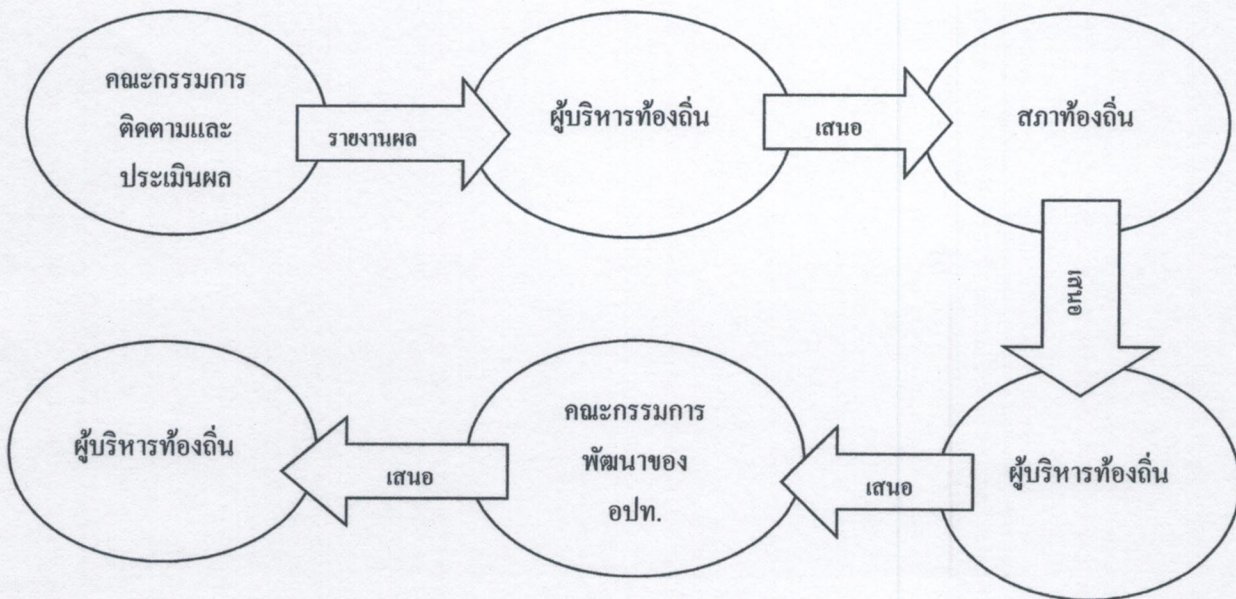 คณะกรรมการ
ติดตามและ
ประเมินผล
รายงานผล
ผู้บริหารท้องถิ่น
เสนอ
สภาท้องถิ่น
เสนอ
ผู้บริหารท้องถิ่น
เสนอ
คณะกรรมการ
พัฒนาของ
อปท.
เสนอ
ผู้บริหารท้องถิ่น